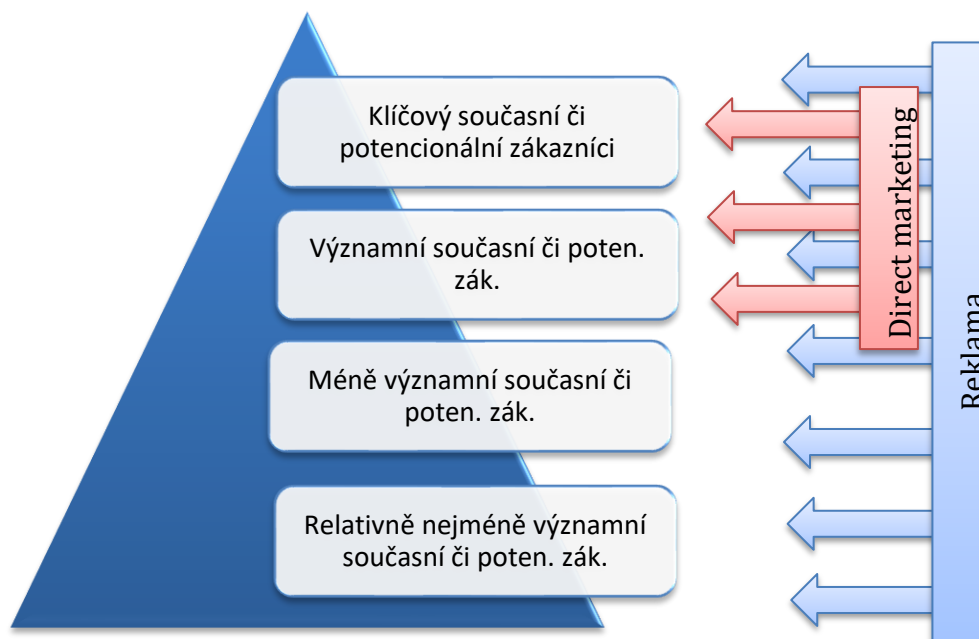 Klíčový současní či
potencionální zákazníci
Významní současní či poten.
zák.
Méně významní současní či
poten. zák.
Relativně nejméně významní
současní či poten. zák.
Direct marketing
Reklama